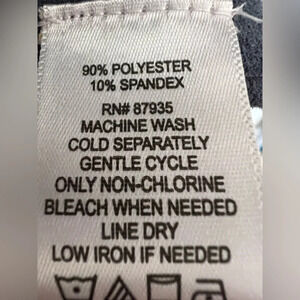 90% POLYESTER
10% SPANDEX
RN# 87935
MACHINE WASH
COLD SEPARATELY
GENTLE CYCLE
ONLY NON-CHLORINE
BLEACH WHEN NEEDED
LINE DRY
LOW IRON IF NEEDED